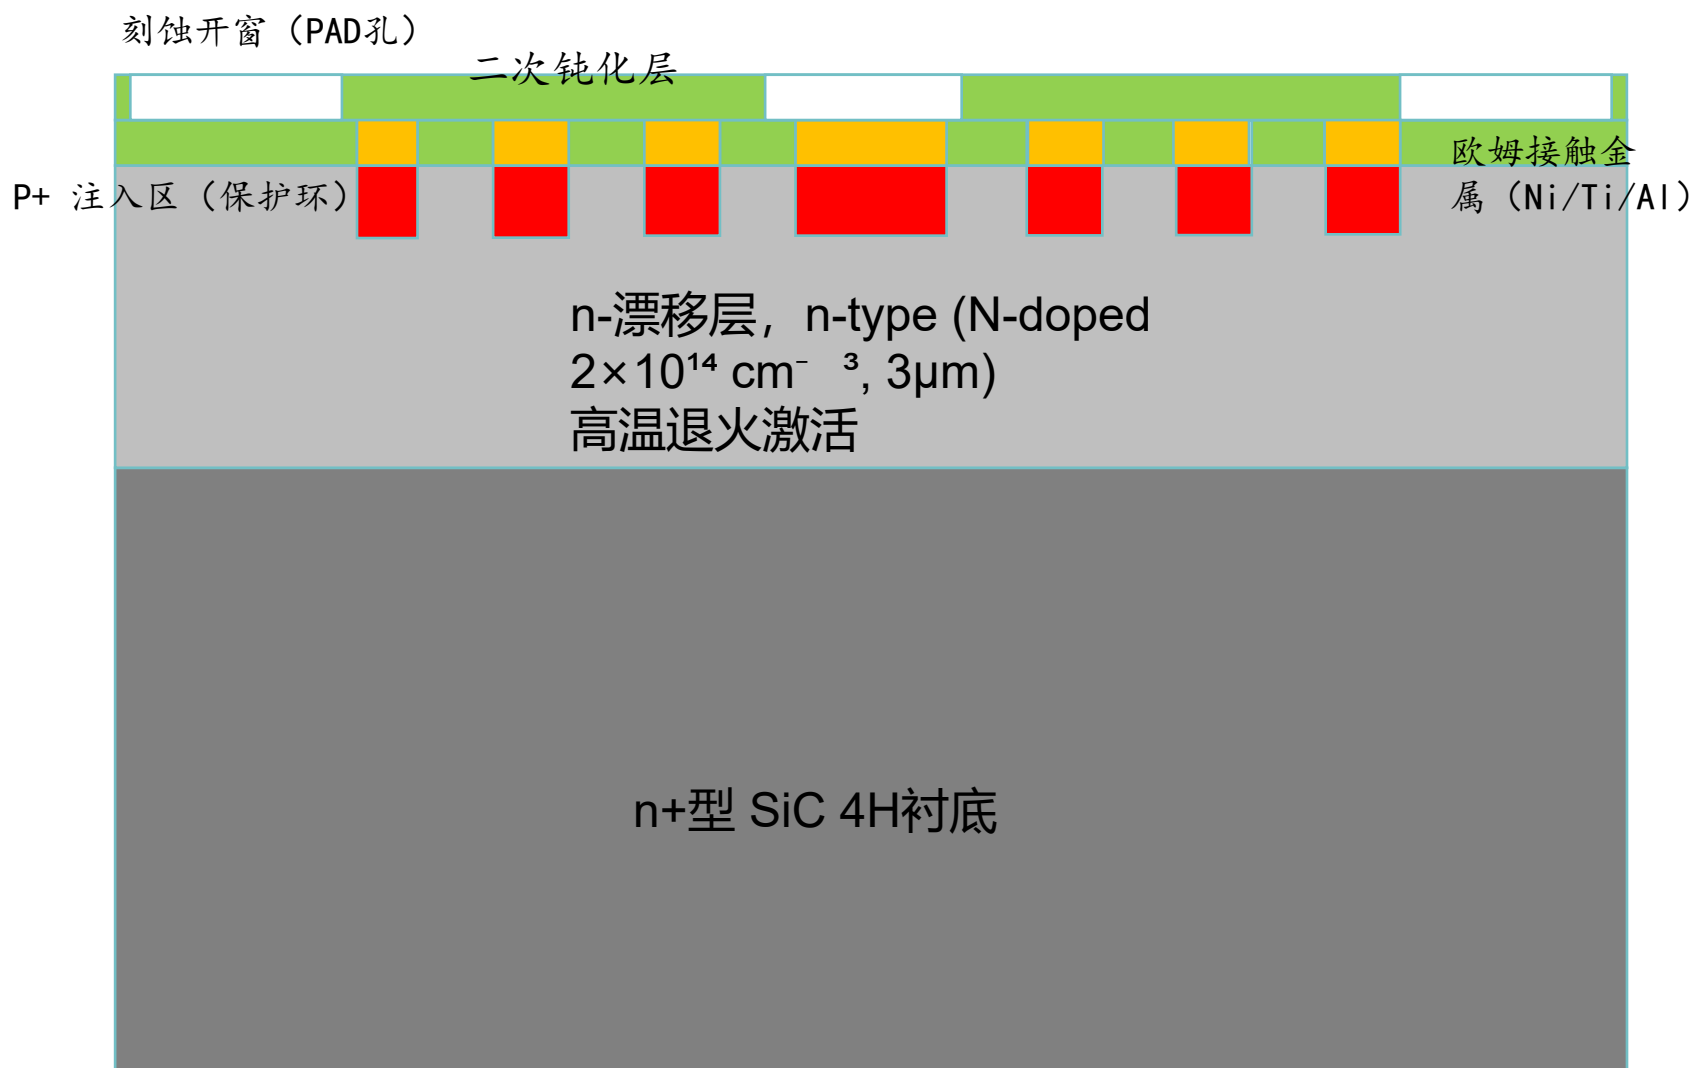 刻蚀开窗（PAD孔）
二次钝化层
欧姆接触金
属（Ni/Ti/Al）
P+ 注入区（保护环）
n-漂移层，n-type (N-doped
2×10¹⁴ cm⁻ ³, 3μm)
高温退火激活
n+型 SiC 4H衬底